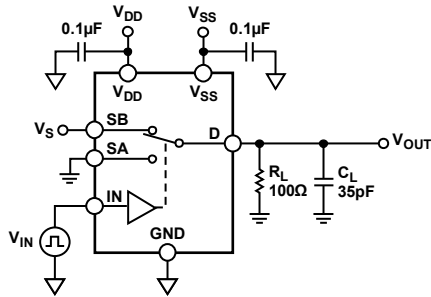 V_DD
V_SS
0.1µF
0.1µF
V_DD
V_SS
V_S
SB
D
V_OUT
SA
R_L
100Ω
C_L
35pF
IN
V_IN
GND